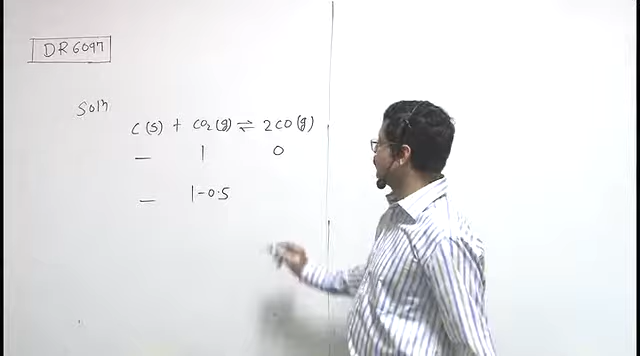 DR6097
Soln
C(s) + CO₂(g) ⇌ 2CO(g)
— 1 0
— 1-0.5